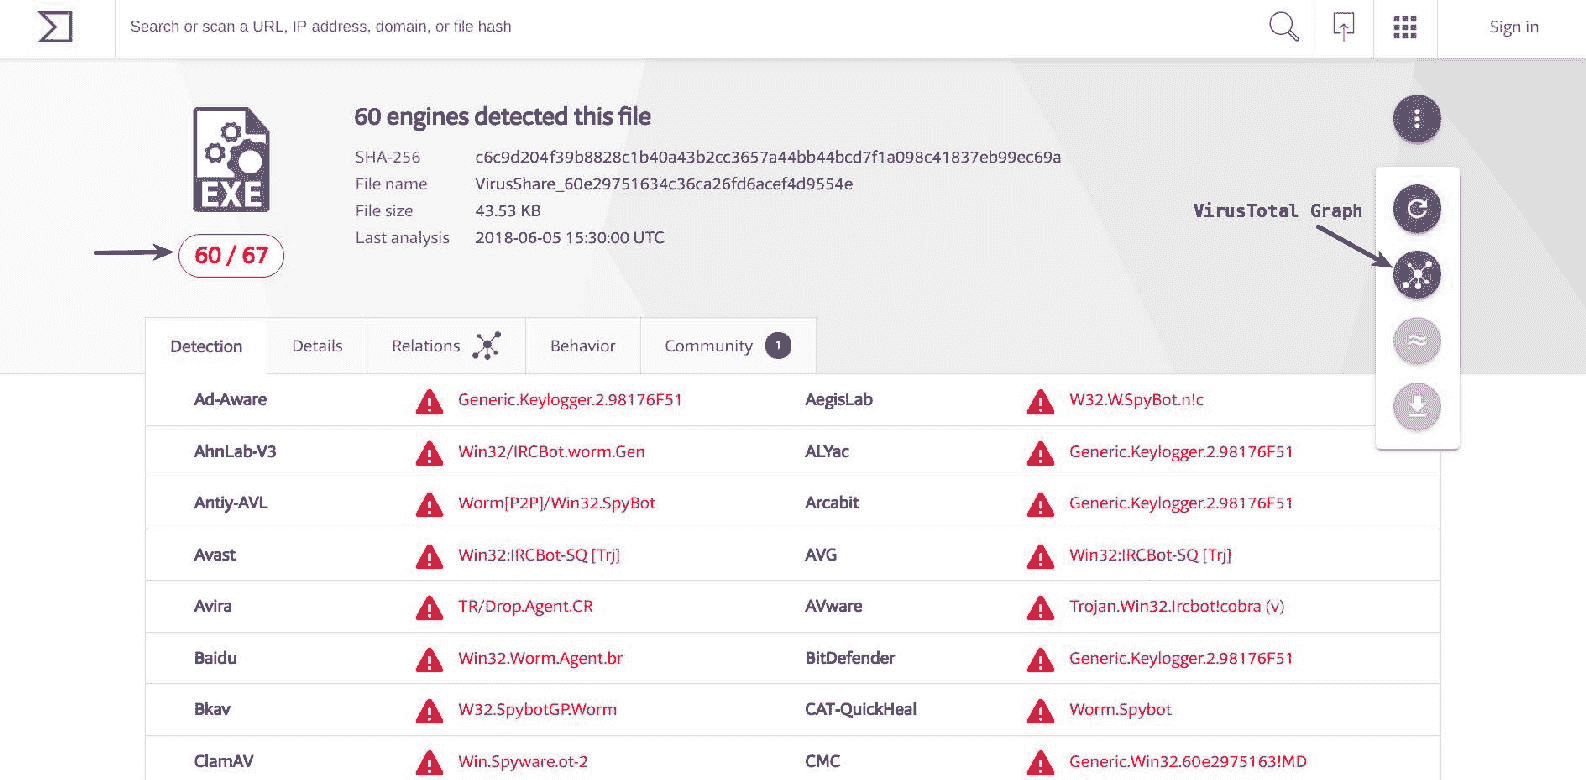 Search or scan a URL, IP address, domain, or file hash
Sign in
60 engines detected this file
SHA-256 c6c9d204f39b8828c1b40a43b2cc3657a44bb44bcd7f1a098c41837eb99ec69a
File name VirusShare_60e29751634c36ca26fd6acef4d9554e
File size 43.53 KB
Last analysis 2018-06-05 15:30:00 UTC
EXE
60 / 67
VirusTotal Graph
Detection Details Relations Behavior Community 1
Ad-Aware Generic.Keylogger.2.98176F51 AegisLab W32.W.SpyBot.n!c
AhnLab-V3 Win32/IRCBot.worm.Gen ALYac Generic.Keylogger.2.98176F51
Antiy-AVL Worm[P2P]/Win32.SpyBot Arcabit Generic.Keylogger.2.98176F51
Avast Win32:IRCBot-SQ [Trj] AVG Win32:IRCBot-SQ [Trj]
Avira TR/Drop.Agent.CR AVware Trojan.Win32.Ircbot!cobra (v)
Baidu Win32.Worm.Agent.br BitDefender Generic.Keylogger.2.98176F51
Bkav W32.SpybotGP.Worm CAT-QuickHeal Worm.Spybot
ClamAV Win.Spyware.ot-2 CMC Generic.Win32.60e2975163!MD